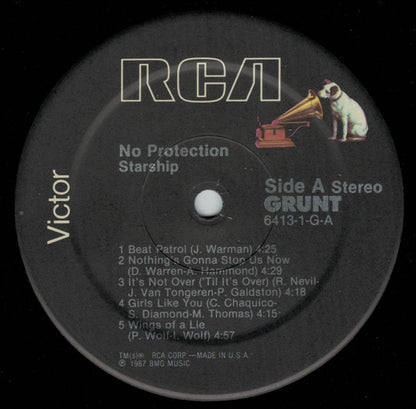 RCA
No Protection
Starship
Victor
Side A Stereo
GRUNT
6413-1-G-A
1 Beat Patrol (J. Warman) 4:25
2 Nothing's Gonna Stop Us Now
(D. Warren-A. Hammond) 4:29
3 It's Not Over ('Til It's Over) (R. Nevil-
J. Van Tongeren-P. Galdston) 4:18
4 Girls Like You (C. Chaquico-
S. Diamond-M. Thomas) 4:15
5 Wings of a Lie
(P. Wolf-I. Wolf) 4:57
TM(S)® RCA CORP.—MADE IN U.S.A.
℗ 1987 BMG MUSIC